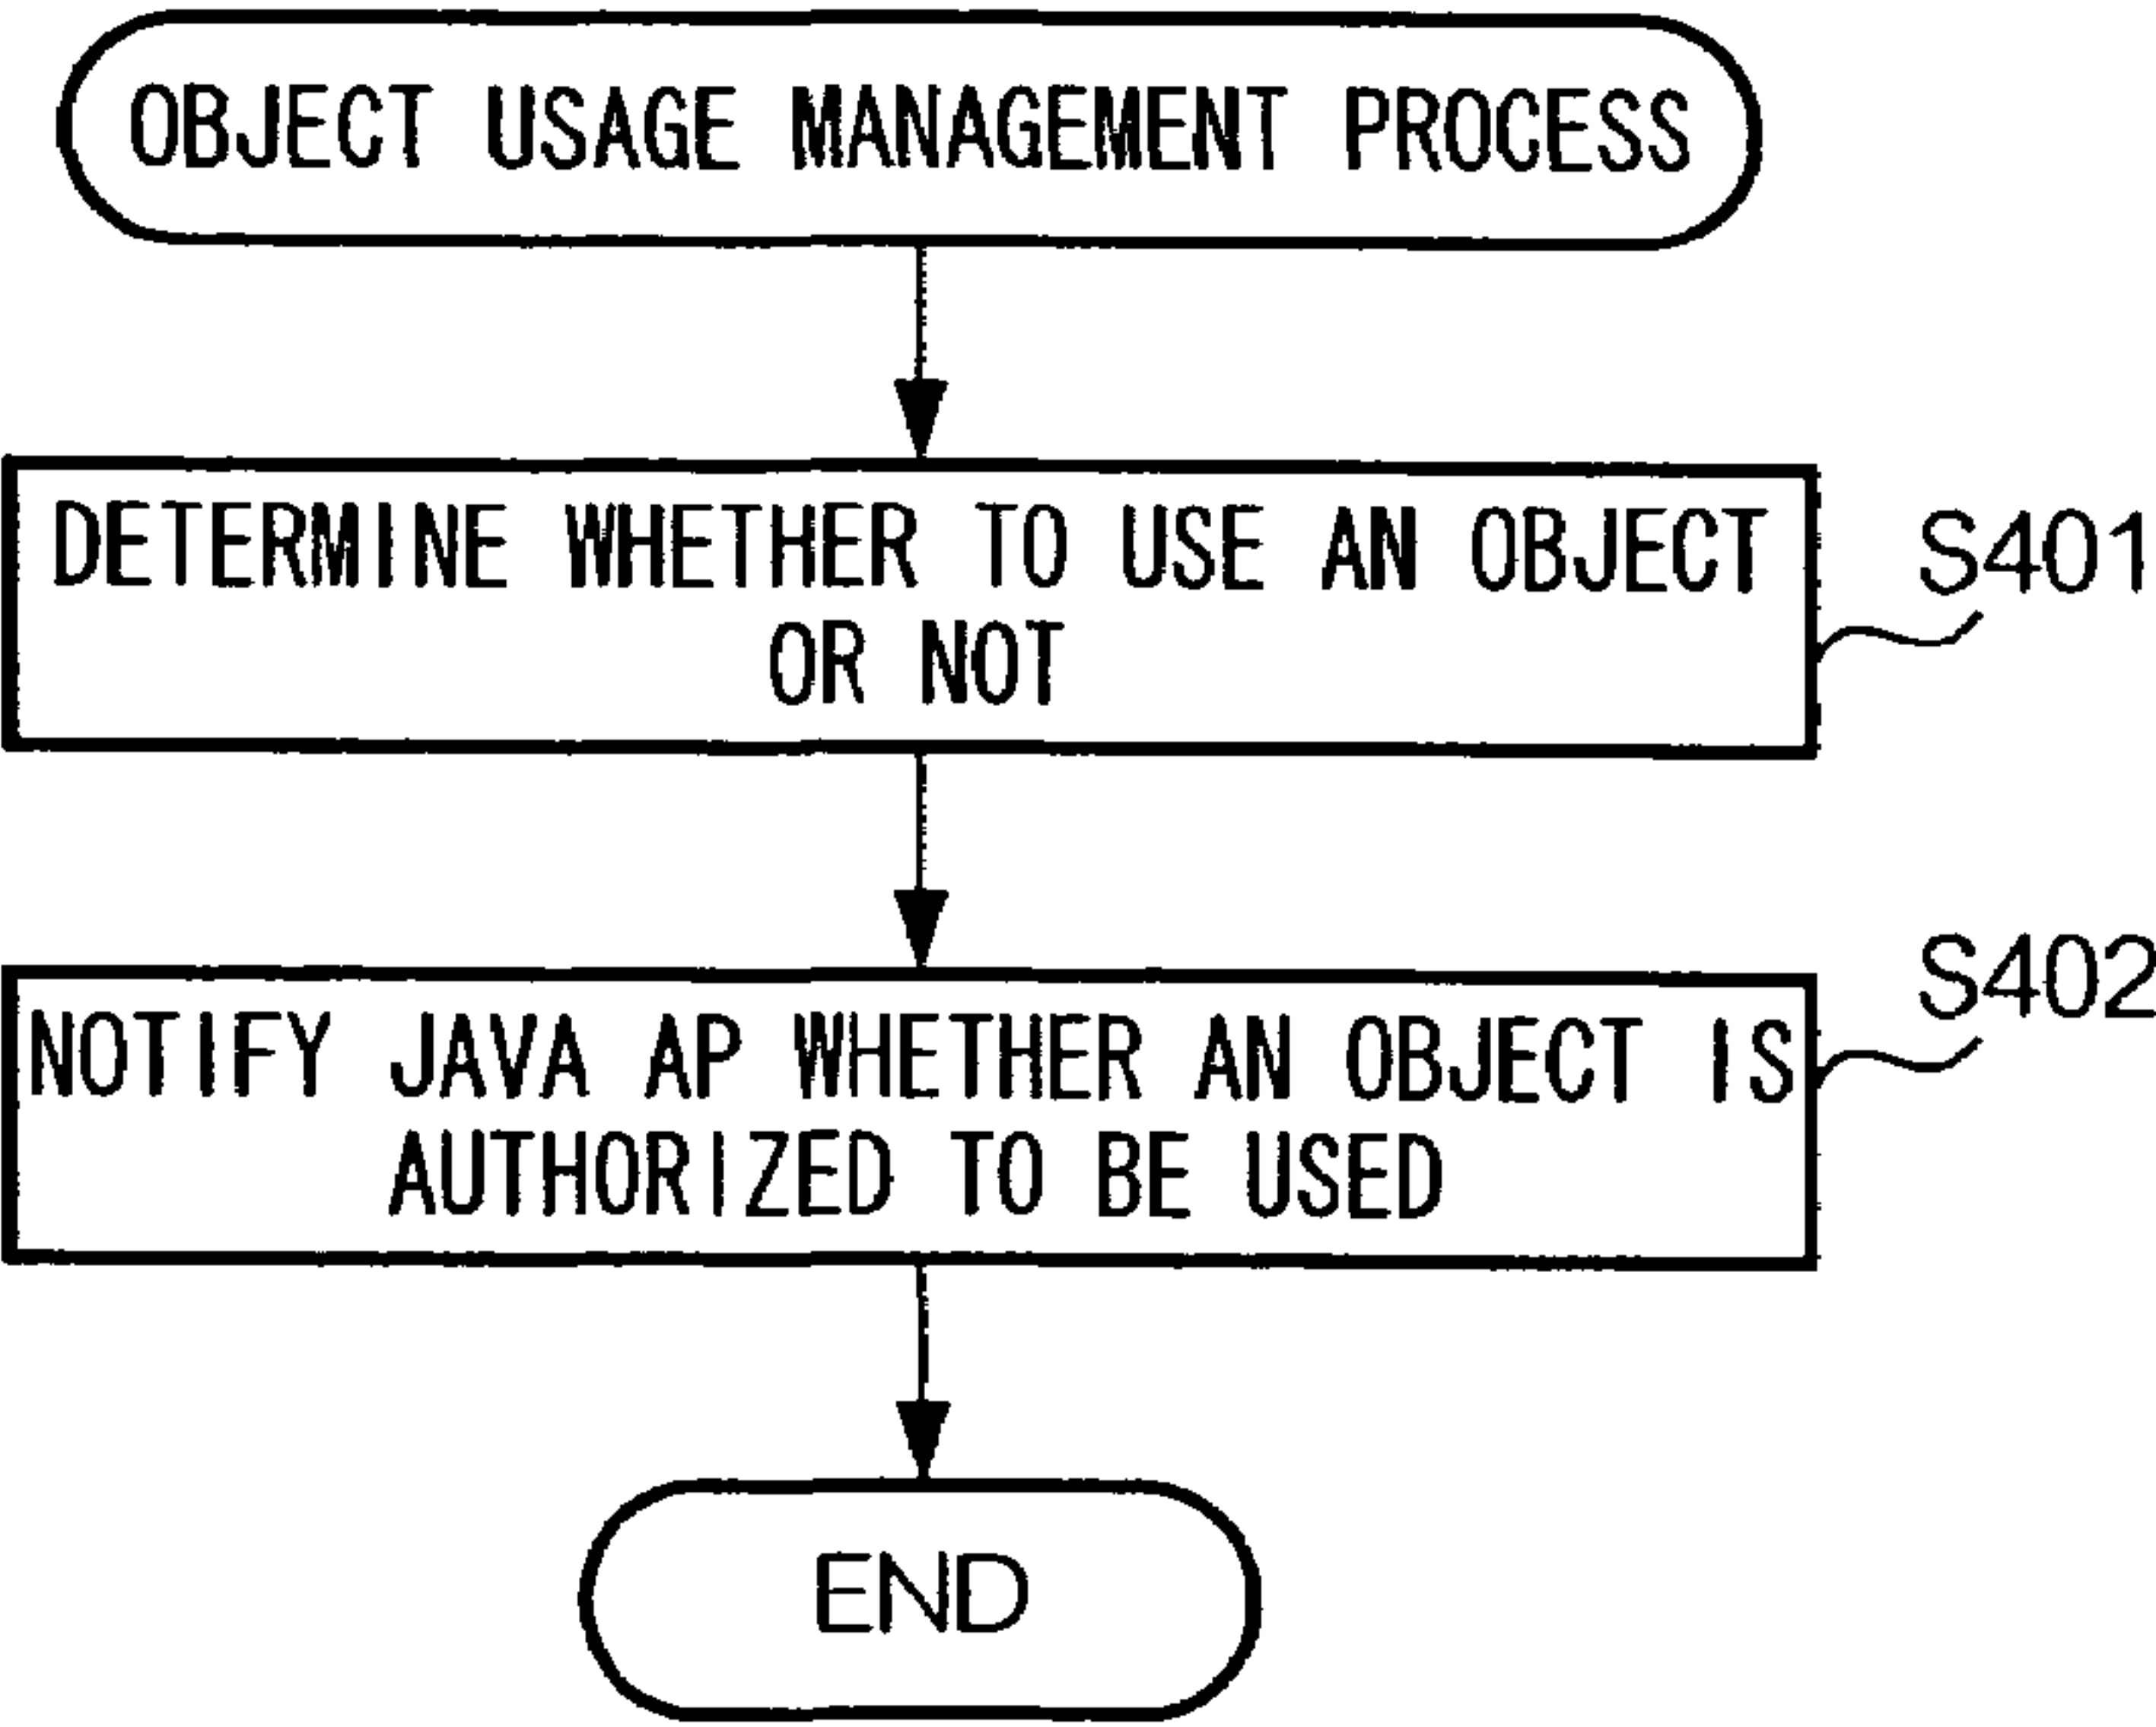 OBJECT USAGE MANAGEMENT PROCESS
DETERMINE WHETHER TO USE AN OBJECT
OR NOT
S401
NOTIFY JAVA AP WHETHER AN OBJECT IS
AUTHORIZED TO BE USED
S402
END